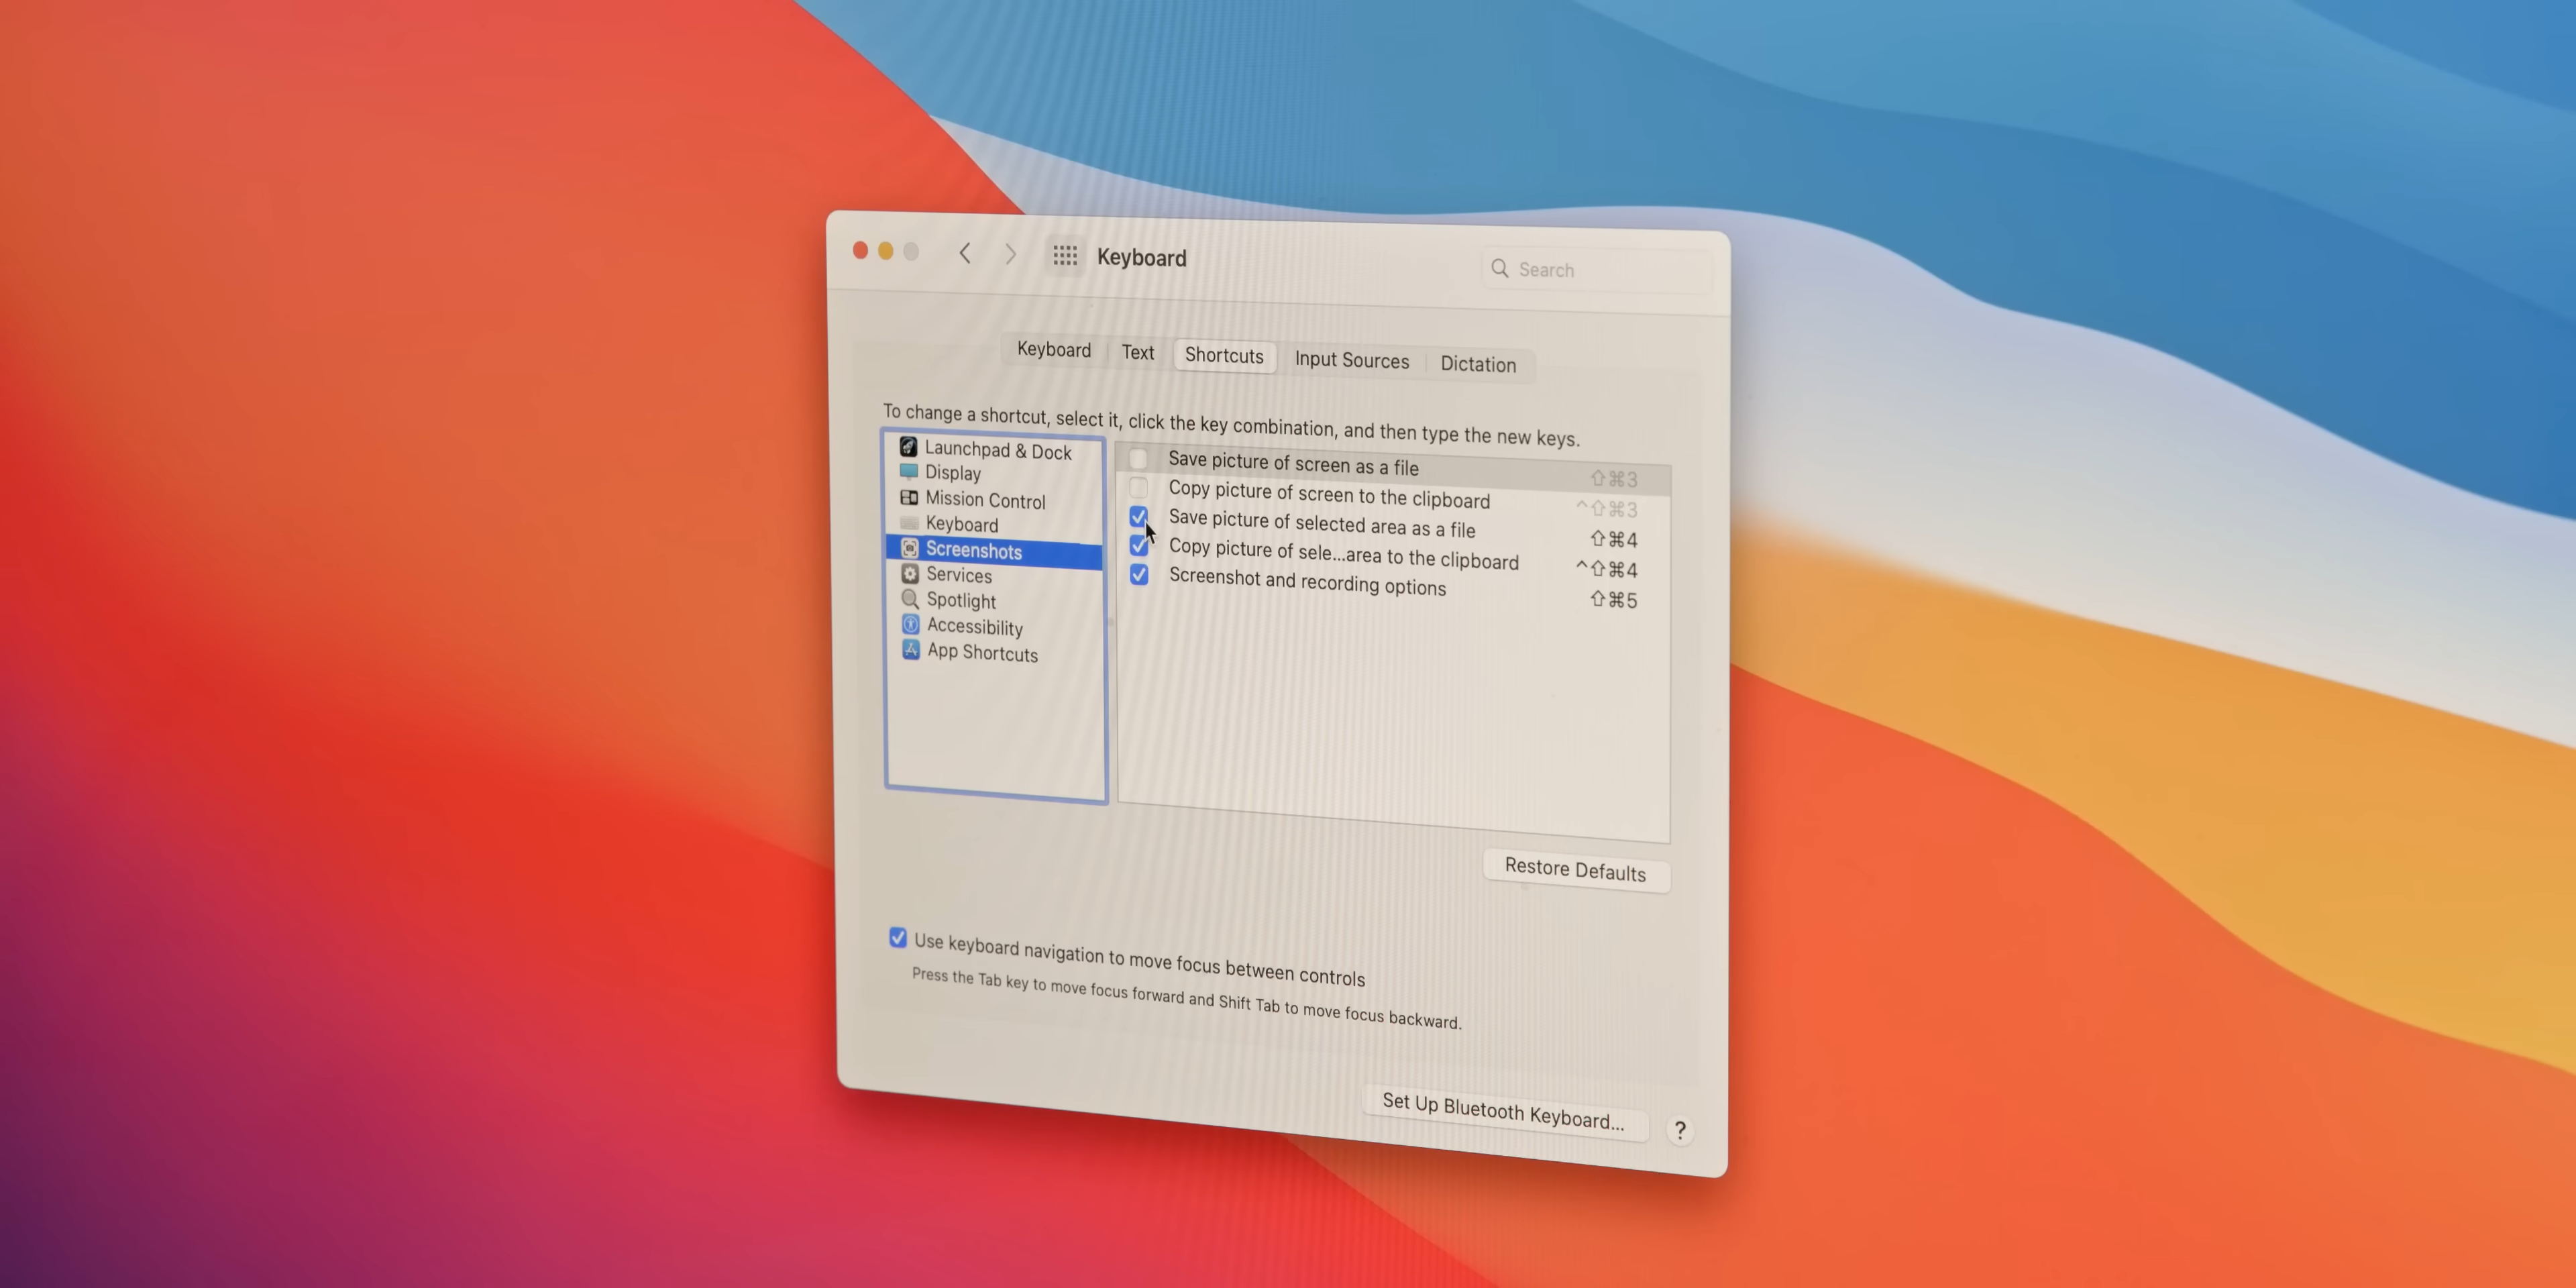 Keyboard
Search
Keyboard
Text
Shortcuts
Input Sources
Dictation
To change a shortcut, select it, click the key combination, and then type the new keys.
Launchpad & Dock
Display
Mission Control
Keyboard
Screenshots
Services
Spotlight
Accessibility
App Shortcuts
Save picture of screen as a file ⇧⌘3
Copy picture of screen to the clipboard ^⇧⌘3
Save picture of selected area as a file ⇧⌘4
Copy picture of sele...area to the clipboard ^⇧⌘4
Screenshot and recording options ⇧⌘5
Restore Defaults
Use keyboard navigation to move focus between controls
Press the Tab key to move focus forward and Shift Tab to move focus backward.
Set Up Bluetooth Keyboard...
?